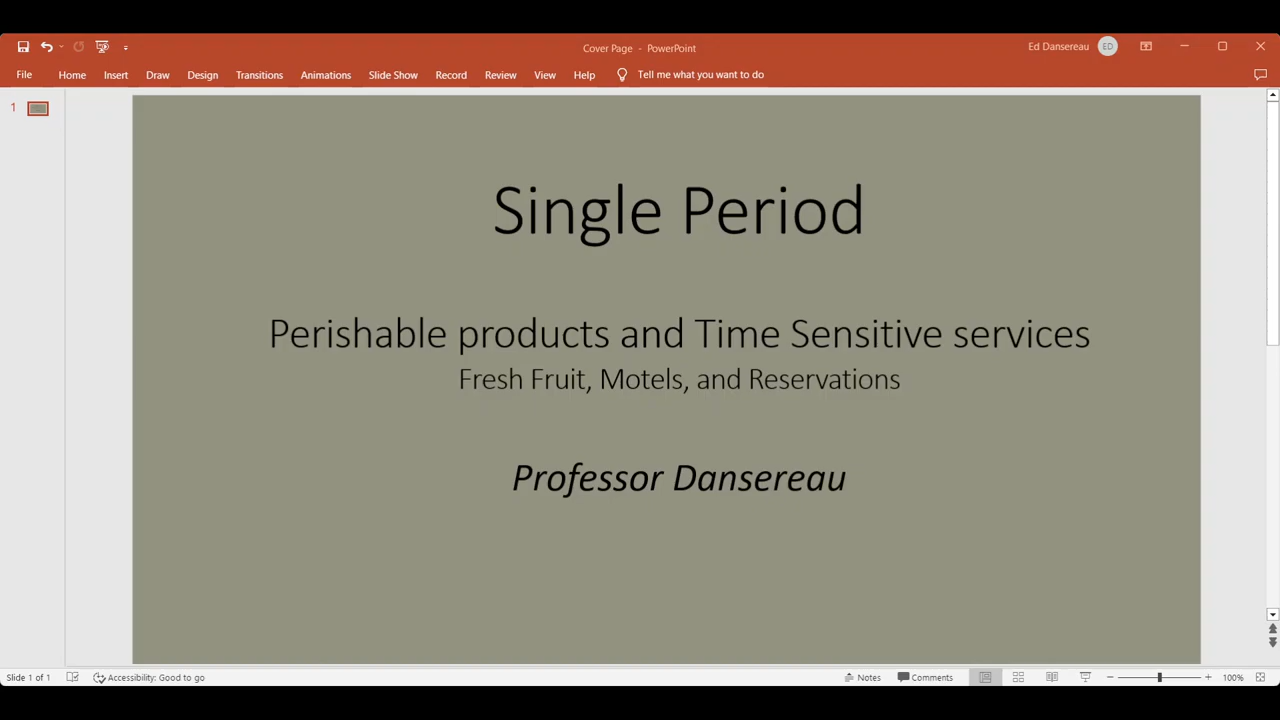 Cover Page - PowerPoint
Ed Dansereau ED
File Home Insert Draw Design Transitions Animations Slide Show Record Review View Help Tell me what you want to do
1
Single Period
Perishable products and Time Sensitive services
Fresh Fruit, Motels, and Reservations
Professor Dansereau
Slide 1 of 1 Accessibility: Good to go Notes Comments 100%